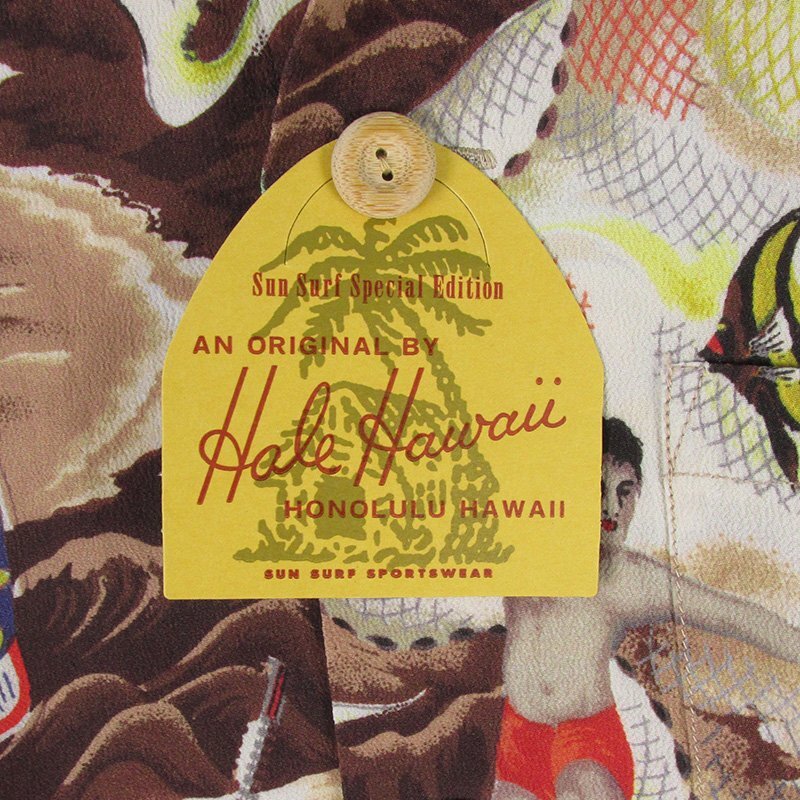 Sun Surf Special Edition
AN ORIGINAL BY
Hale Hawaii
HONOLULU HAWAII
SUN SURF SPORTSWEAR